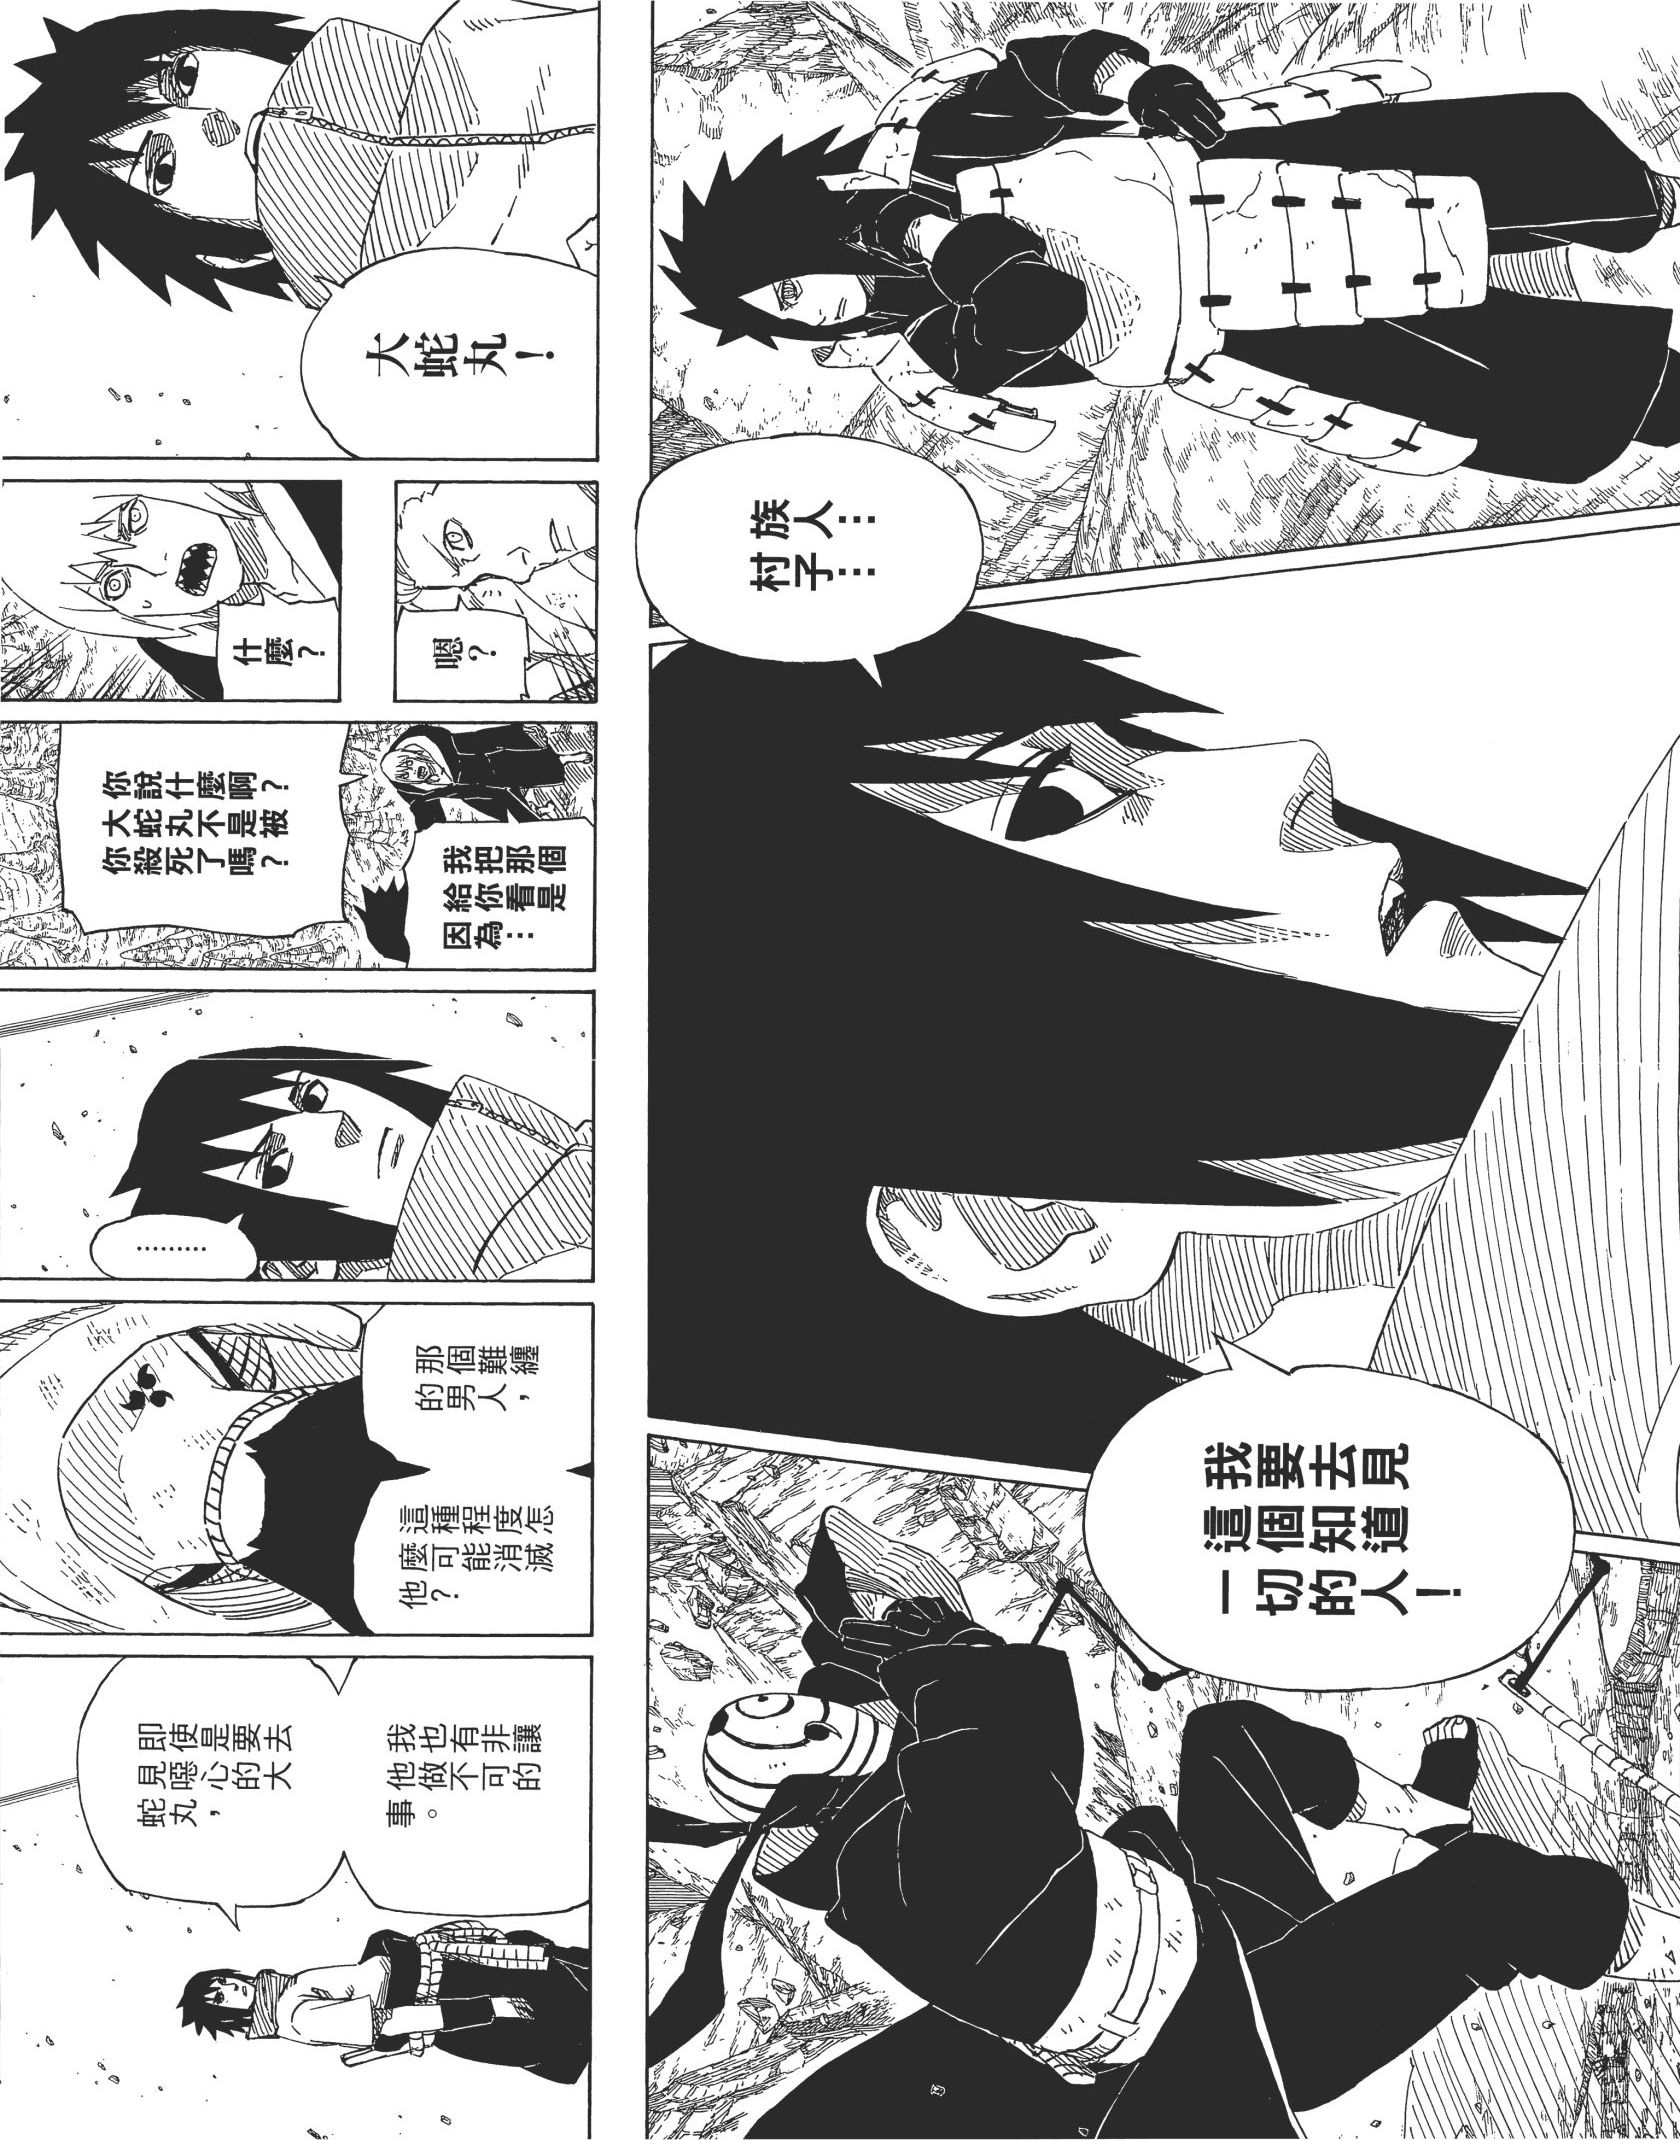 大蛇丸！
什麼？
嗯？
你說什麼啊？
大蛇丸不是被
你殺死了嗎？
我把那個
給你看是
因為…
………
那個難纏
的男人，
這種程度怎
麼可能消滅
他？
即使是要去
見噁心的大
蛇丸，
我也有非讓
他做不可的
事。
族人…
村子…
我要去見
這個知道
一切的人！